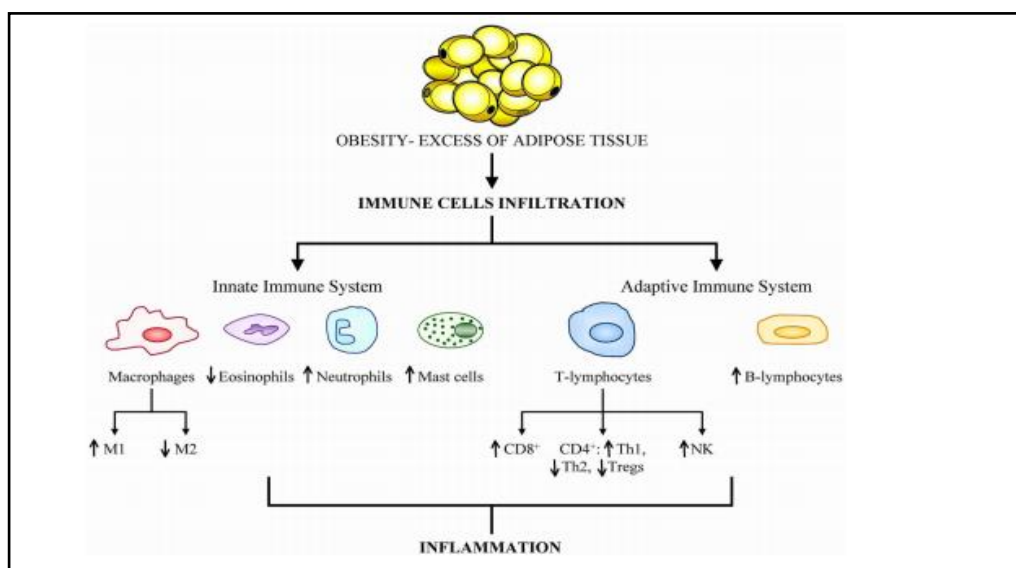 OBESITY- EXCESS OF ADIPOSE TISSUE
IMMUNE CELLS INFILTRATION
Innate Immune System
Adaptive Immune System
Macrophages
↓Eosinophils
↑Neutrophils
↑Mast cells
T-lymphocytes
↑B-lymphocytes
↑M1
↓M2
↑CD8⁺
CD4⁺: ↑Th1,
↓Th2, ↓Tregs
↑NK
INFLAMMATION